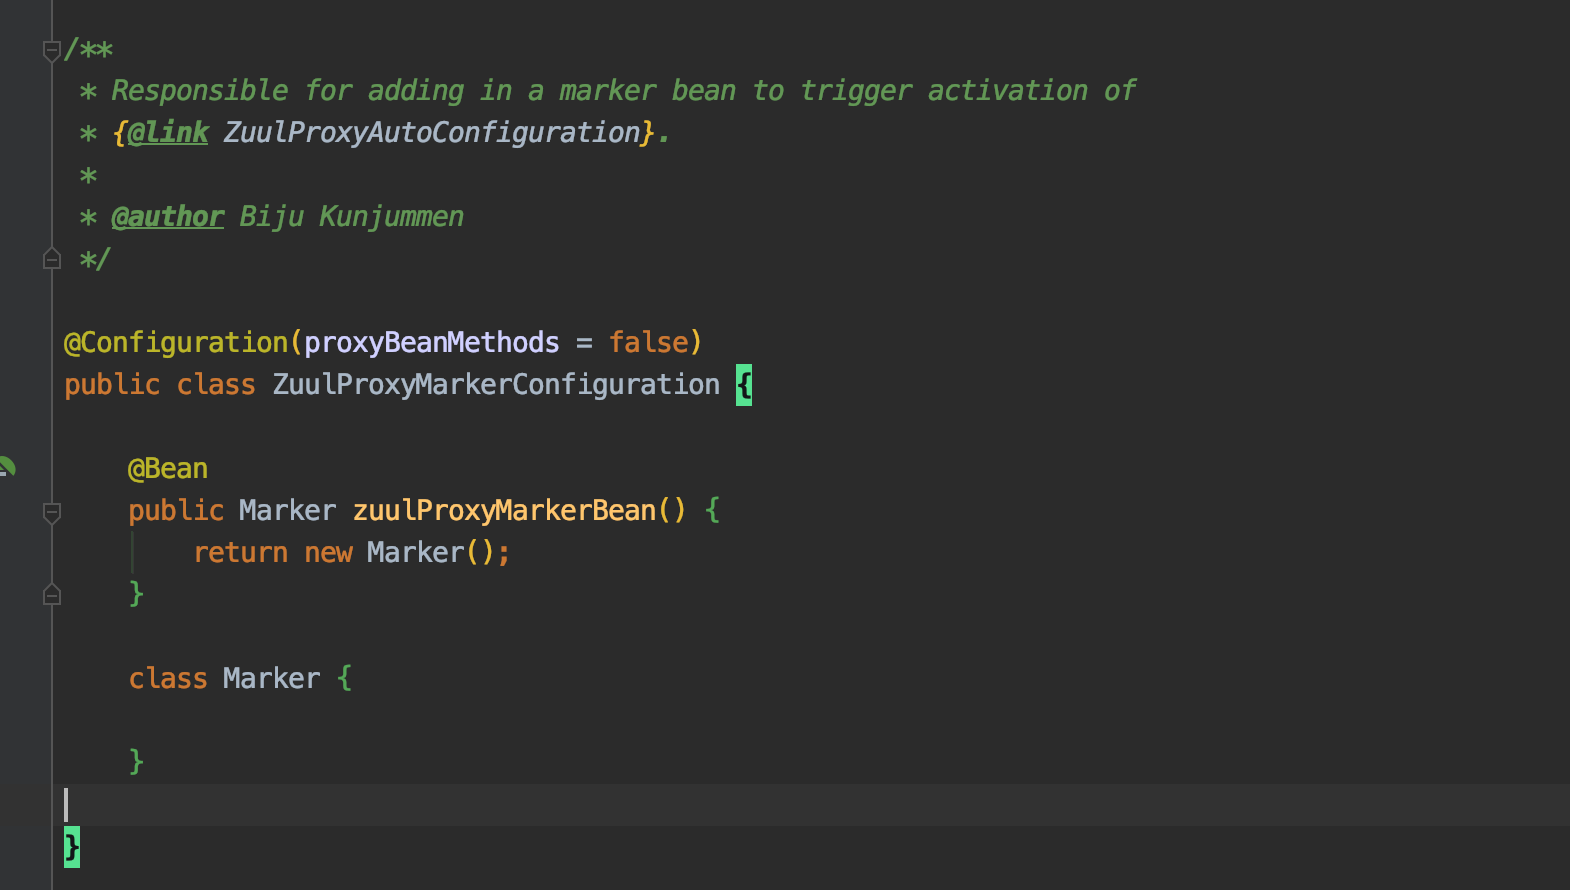 /**
 * Responsible for adding in a marker bean to trigger activation of
 * {@link ZuulProxyAutoConfiguration}.
 *
 * @author Biju Kunjummen
 */
@Configuration(proxyBeanMethods = false)
public class ZuulProxyMarkerConfiguration {
    @Bean
    public Marker zuulProxyMarkerBean() {
        return new Marker();
    }
    class Marker {
    }
}